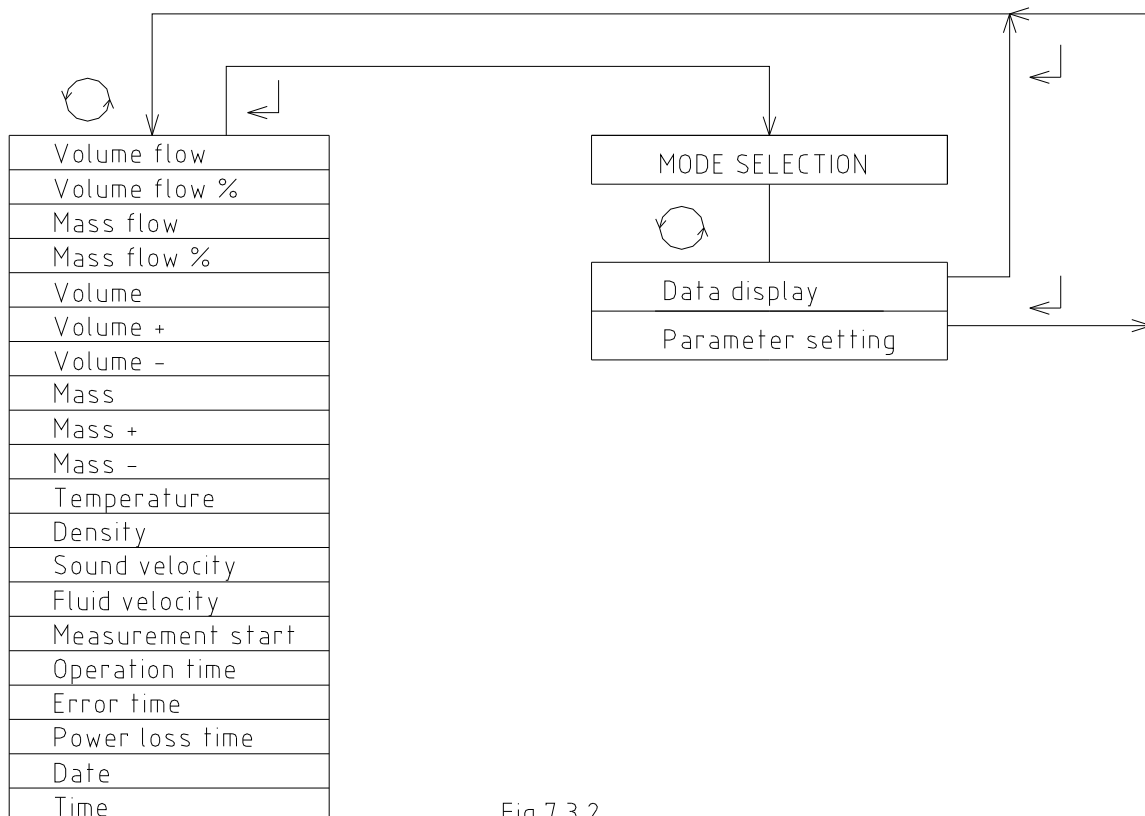 Volume flow
Volume flow %
Mass flow
Mass flow %
Volume
Volume +
Volume -
Mass
Mass +
Mass -
Temperature
Density
Sound velocity
Fluid velocity
Measurement start
Operation time
Error time
Power loss time
Date
Time
MODE SELECTION
Data display
Parameter setting
Fig 7.3.2